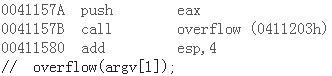 0041157A  push        eax
0041157B  call        overflow (0411203h)
00411580  add         esp,4
//  overflow(argv[1]);